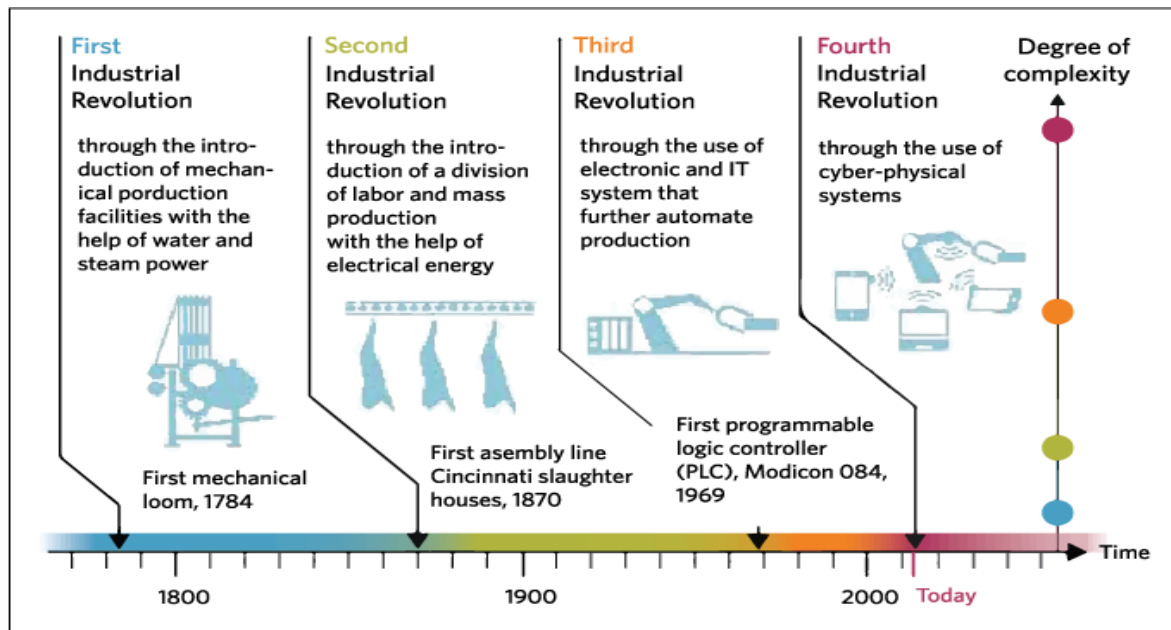 First
Industrial
Revolution
through the intro-
duction of mechan-
ical porduction
facilities with the
help of water and
steam power
First mechanical
loom, 1784
Second
Industrial
Revolution
through the intro-
duction of a division
of labor and mass
production
with the help of
electrical energy
First asembly line
Cincinnati slaughter
houses, 1870
Third
Industrial
Revolution
through the use of
electronic and IT
system that
further automate
production
First programmable
logic controller
(PLC), Modicon 084,
1969
Fourth
Industrial
Revolution
through the use of
cyber-physical
systems
Degree of
complexity
1800
1900
2000
Today
Time